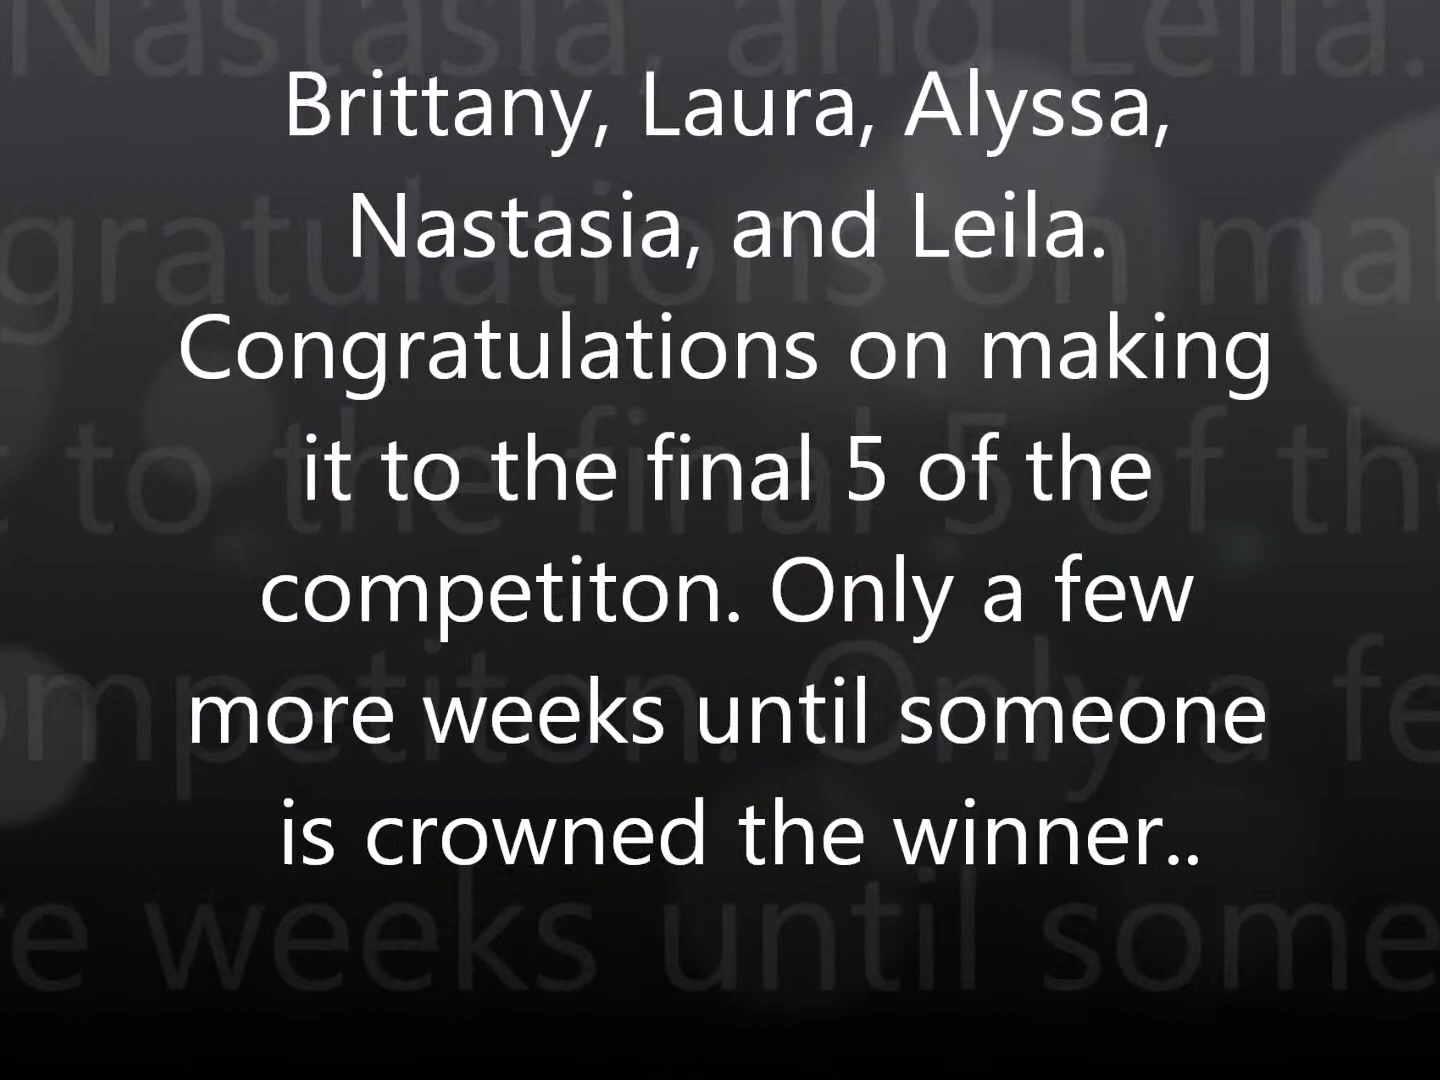 Brittany, Laura, Alyssa,
Nastasia, and Leila.
Congratulations on making
it to the final 5 of the
competiton. Only a few
more weeks until someone
is crowned the winner..